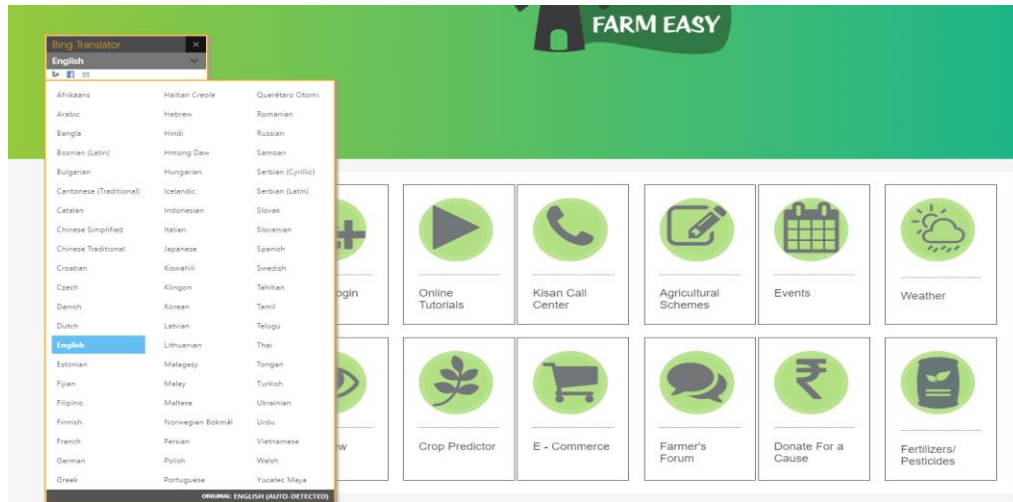 FARM EASY
Bing Translator
English
Afrikaans Haitian Creole Querétaro Otomi
Arabic Hebrew Romanian
Bangla Hindi Russian
Bosnian (Latin) Hmong Daw Samoan
Bulgarian Hungarian Serbian (Cyrillic)
Cantonese (Traditional) Icelandic Serbian (Latin)
Catalan Indonesian Slovak
Chinese Simplified Italian Slovenian
Chinese Traditional Japanese Spanish
Croatian Kiswahili Swedish
Czech Klingon Tahitian
Danish Korean Tamil
Dutch Latvian Telugu
English Lithuanian Thai
Estonian Malagasy Tongan
Fijian Malay Turkish
Filipino Maltese Ukrainian
Finnish Norwegian Bokmål Urdu
French Persian Vietnamese
German Polish Welsh
Greek Portuguese Yucatec Maya
ORIGINAL: ENGLISH (AUTO-DETECTED)
ogin
Online
Tutorials
Kisan Call
Center
Agricultural
Schemes
Events
Weather
ew
Crop Predictor
E - Commerce
Farmer's
Forum
Donate For a
Cause
Fertilizers/
Pesticides